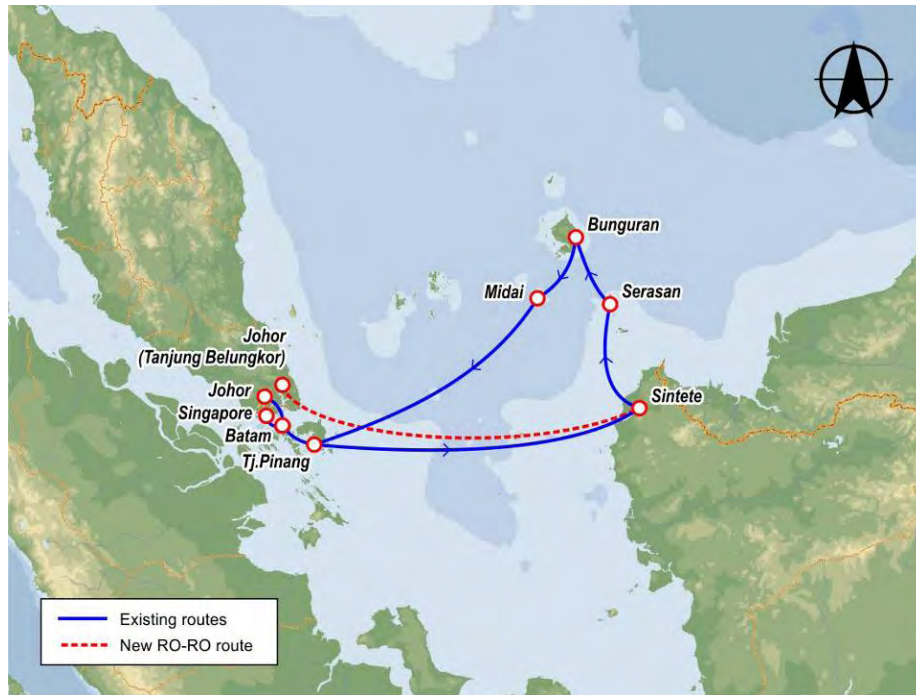 Bunguran
Midai
Serasan
Johor
(Tanjung Belungkor)
Johor
Singapore
Sintete
Batam
Tj.Pinang
Existing routes
New RO-RO route